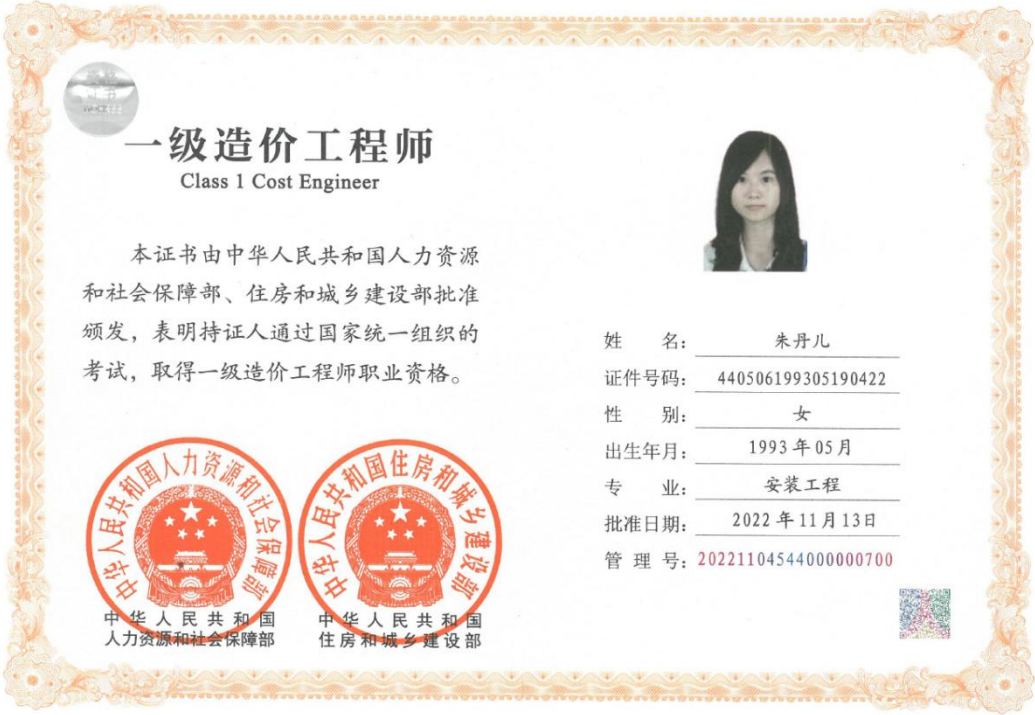 一级造价工程师
Class 1 Cost Engineer
本证书由中华人民共和国人力资源
和社会保障部、住房和城乡建设部批准
颁发，表明持证人通过国家统一组织的
考试，取得一级造价工程师职业资格。
中华人民共和国人力资源和社会保障部
中华人民共和国
人力资源和社会保障部
中华人民共和国住房和城乡建设部
中华人民共和国
住房和城乡建设部
姓 名：朱丹儿
证件号码：440506199305190422
性 别：女
出生年月：1993年05月
专 业：安装工程
批准日期：2022年11月13日
管 理 号：20221104544000000700